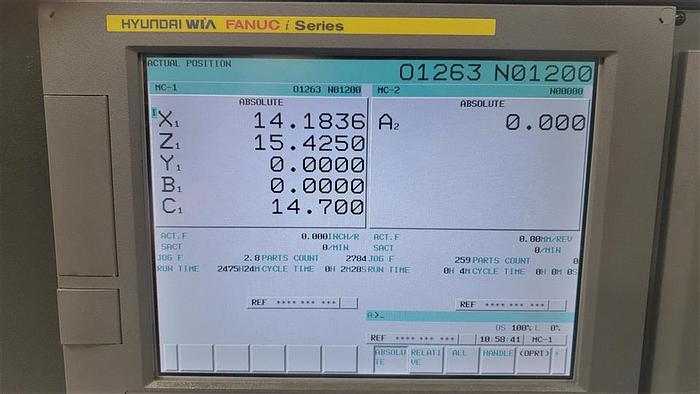 HYUNDAI WIA FANUC i Series
ACTUAL POSITION
O1263 N01200
MC-1 O1263 N01200
ABSOLUTE
X1 14.1836
Z1 15.4250
Y1 0.0000
B1 0.0000
C1 14.700
ACT.F 0.000INCH/R
SACT 0/MIN
JOG F 2.8 PARTS COUNT 2784
RUN TIME 2475H24M CYCLE TIME 0H 2M28S
REF **** *** ***
MC-2 N00000
ABSOLUTE
A2 0.000
ACT.F 0.00MM/REV
SACT 0/MIN
JOG F 259 PARTS COUNT 0
RUN TIME 0H 4M CYCLE TIME 0H 0M 0S
REF **** *** ***
A>_
OS 100% L 0%
REF **** *** *** 10:58:41 MC-1
ABSOLUTE RELATIVE ALL HANDLE (OPRT)